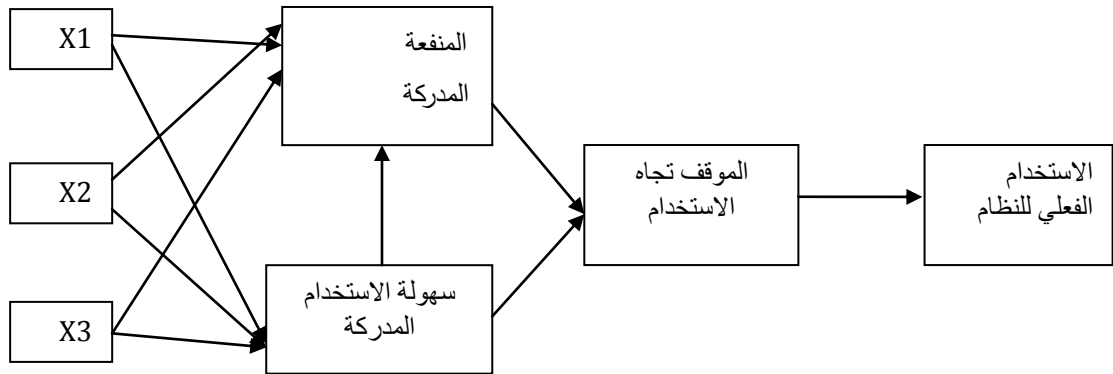 X1
X2
X3
المنفعة
المدركة
سهولة الاستخدام
المدركة
الموقف تجاه
الاستخدام
الاستخدام
الفعلي للنظام